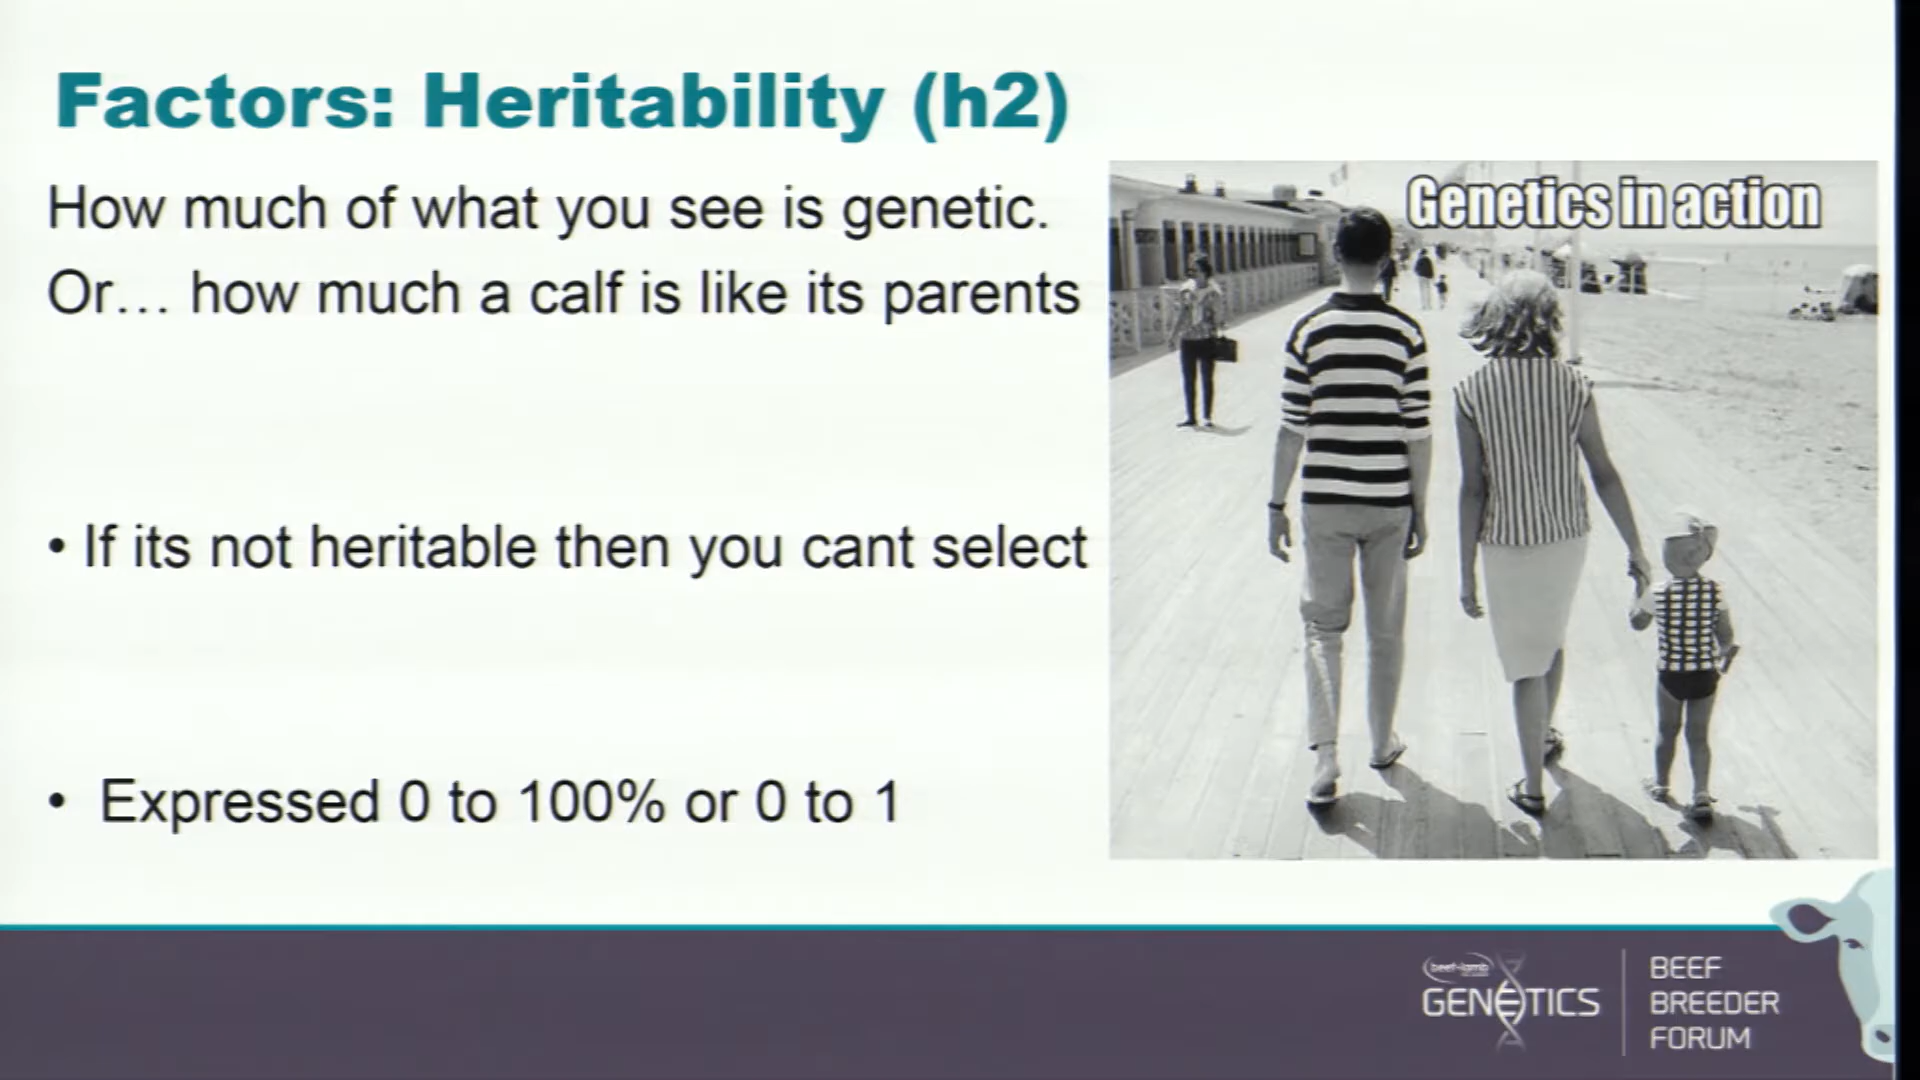 Factors: Heritability (h2)
How much of what you see is genetic.
Or… how much a calf is like its parents
• If its not heritable then you cant select
• Expressed 0 to 100% or 0 to 1
Genetics in action
beef+lamb
GENETICS
BEEF
BREEDER
FORUM